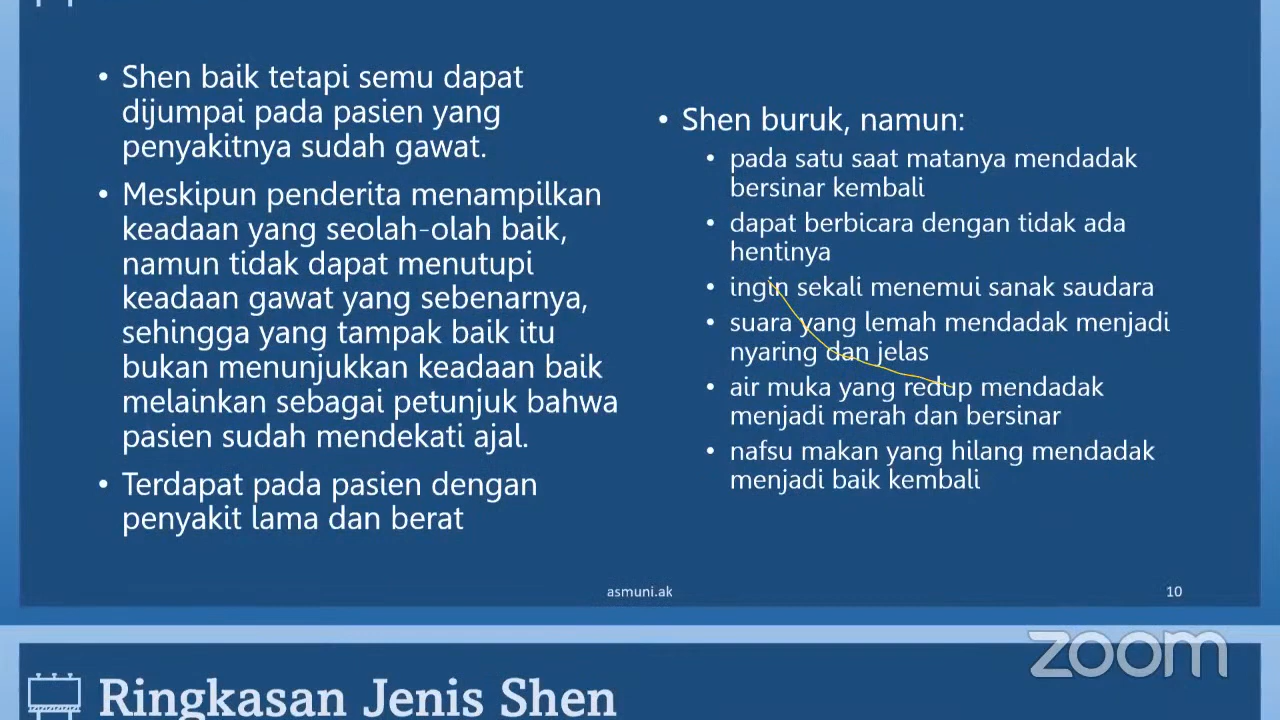 • Shen baik tetapi semu dapat
dijumpai pada pasien yang
penyakitnya sudah gawat.
• Meskipun penderita menampilkan
keadaan yang seolah-olah baik,
namun tidak dapat menutupi
keadaan gawat yang sebenarnya,
sehingga yang tampak baik itu
bukan menunjukkan keadaan baik
melainkan sebagai petunjuk bahwa
pasien sudah mendekati ajal.
• Terdapat pada pasien dengan
penyakit lama dan berat
• Shen buruk, namun:
• pada satu saat matanya mendadak
bersinar kembali
• dapat berbicara dengan tidak ada
hentinya
• ingin sekali menemui sanak saudara
• suara yang lemah mendadak menjadi
nyaring dan jelas
• air muka yang redup mendadak
menjadi merah dan bersinar
• nafsu makan yang hilang mendadak
menjadi baik kembali
asmuni.ak
10
zoom
Ringkasan Jenis Shen